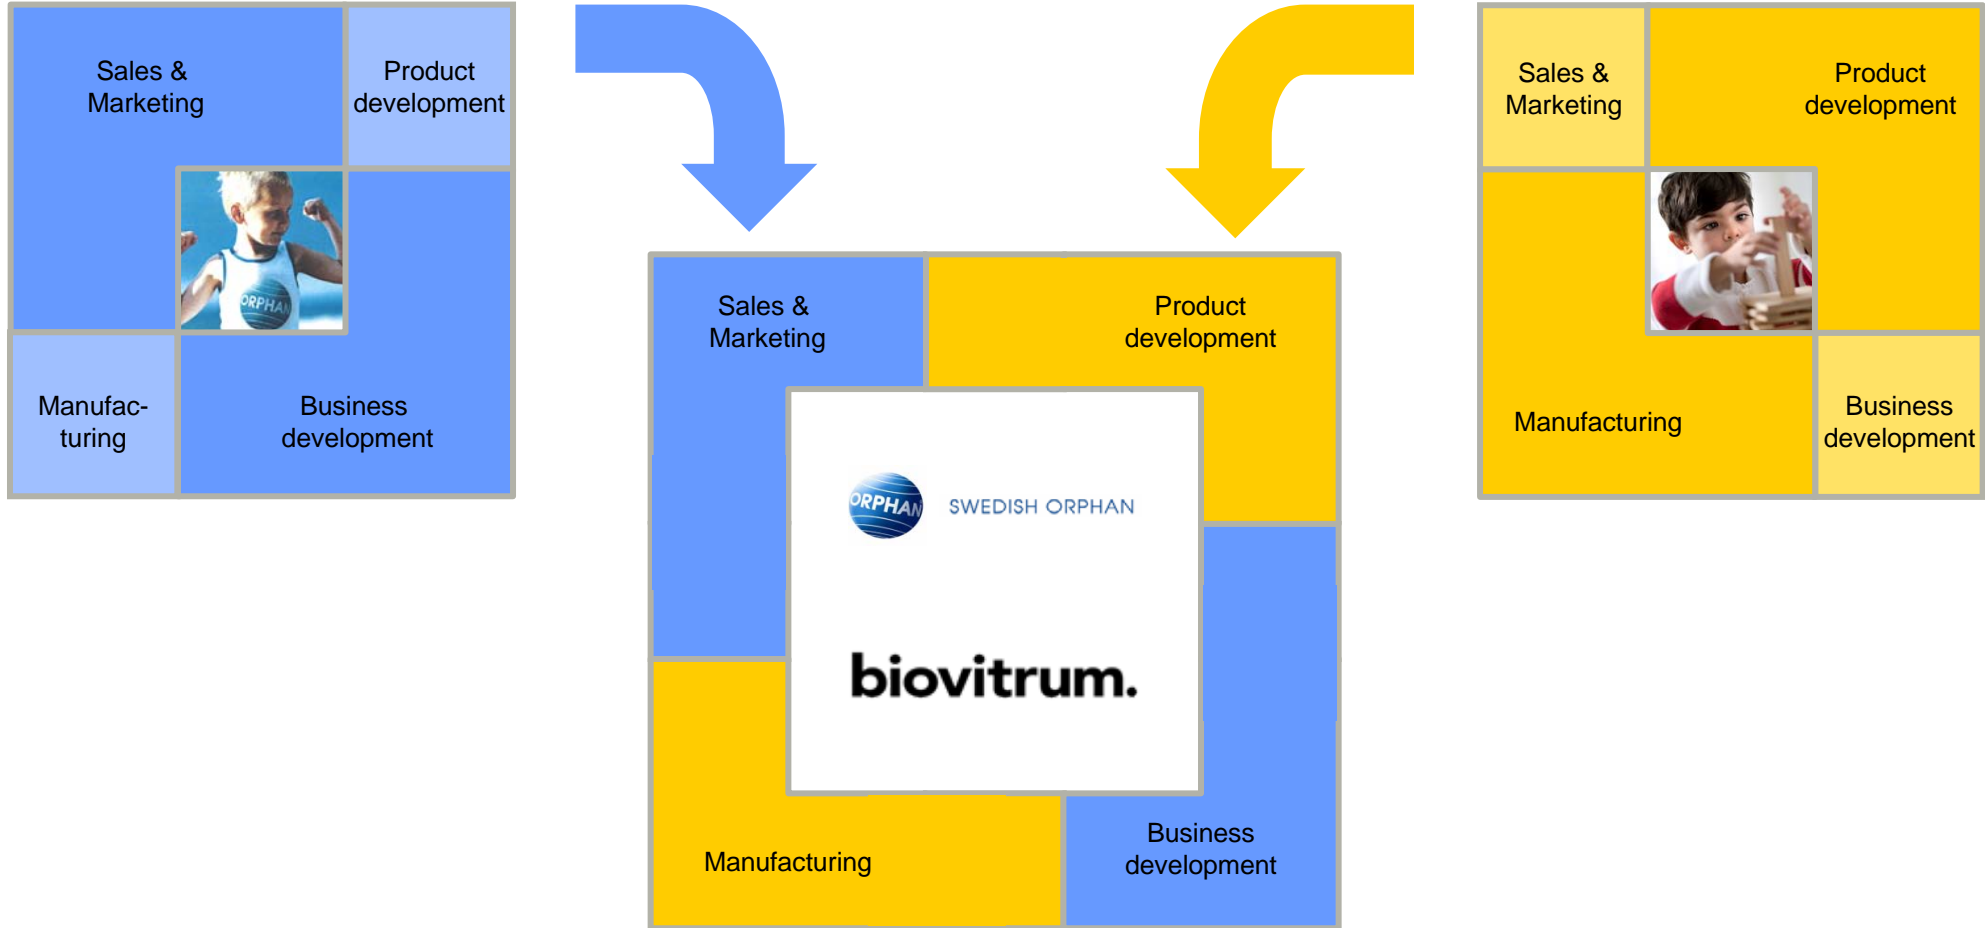 Sales &
Marketing
Product
development
ORPHAN
Manufac-
turing
Business
development
Sales &
Marketing
Product
development
ORPHAN
SWEDISH ORPHAN
biovitrum.
Manufacturing
Business
development
Sales &
Marketing
Product
development
Manufacturing
Business
development